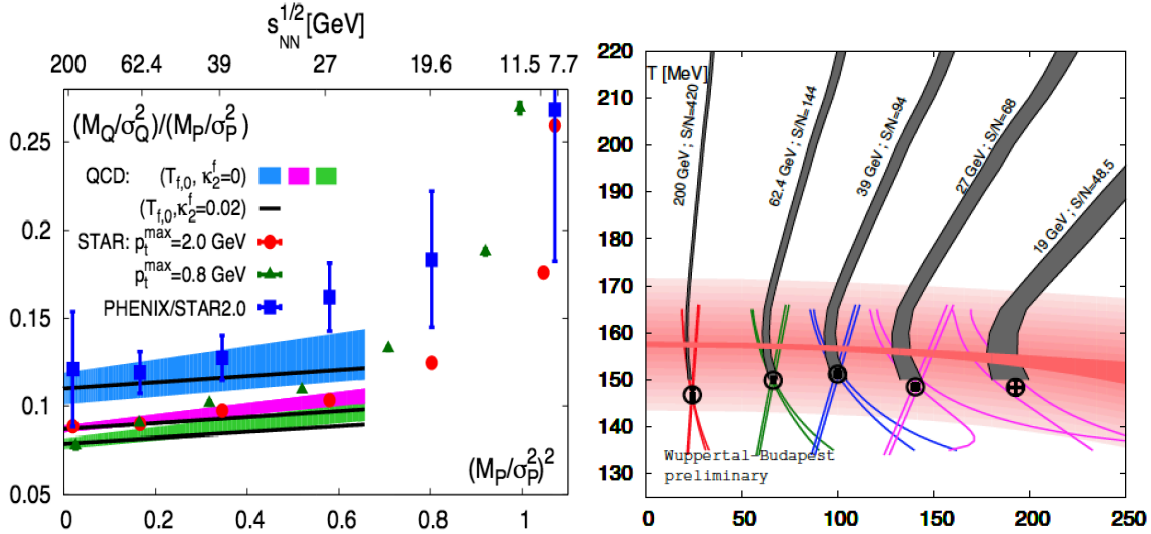 s_NN^1/2 [GeV]
200 62.4 39 27 19.6 11.5 7.7
(M_Q/σ_Q^2)/(M_P/σ_P^2)
QCD: (T_f,0, κ_2^f=0)
(T_f,0,κ_2^f=0.02)
STAR: p_t^max=2.0 GeV
p_t^max=0.8 GeV
PHENIX/STAR2.0
0.25
0.2
0.15
0.1
0.05
(M_P/σ_P^2)^2
0 0.2 0.4 0.6 0.8 1
T [MeV]
220
210
200
190
180
170
160
150
140
130
200 GeV ; S/N=420
62.4 GeV ; S/N=144
39 GeV ; S/N=94
27 GeV ; S/N=68
19 GeV ; S/N=48.5
Wuppertal-Budapest
preliminary
0 50 100 150 200 250